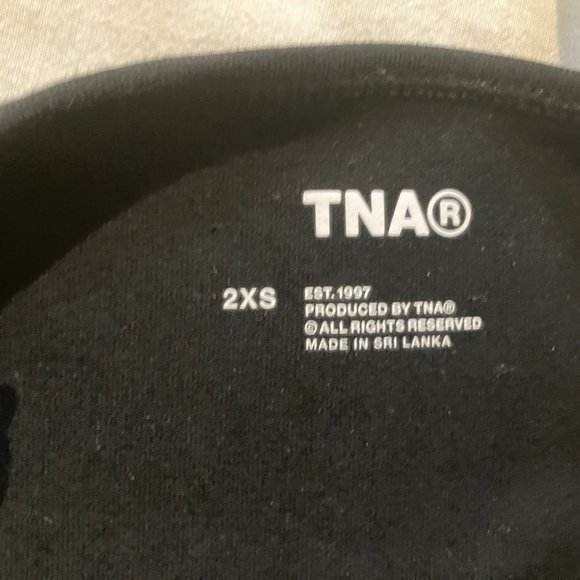 TNA®
2XS
EST. 1997
PRODUCED BY TNA®
© ALL RIGHTS RESERVED
MADE IN SRI LANKA